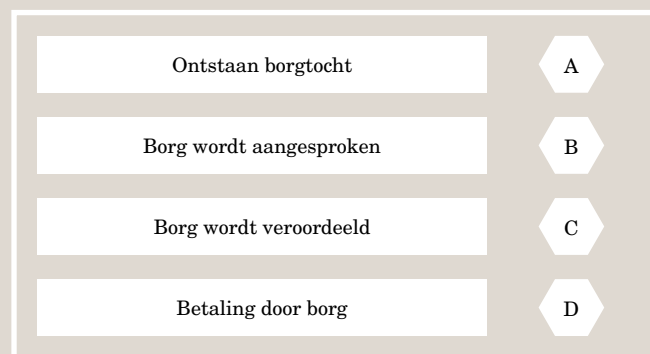 Ontstaan borgtocht A
Borg wordt aangesproken B
Borg wordt veroordeeld C
Betaling door borg D